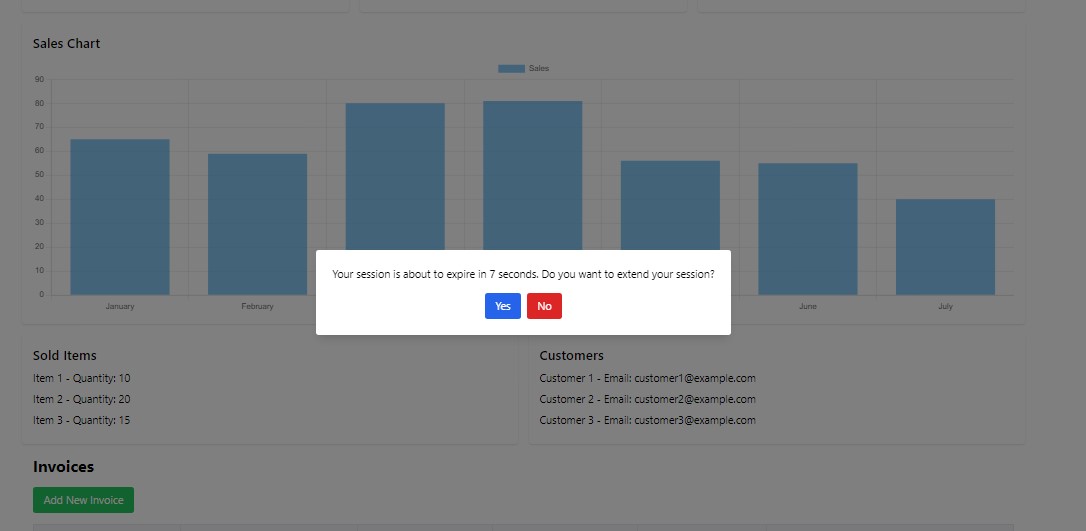 Sales Chart
Sales
90
80
70
60
50
40
30
20
10
0
January
February
June
July
Your session is about to expire in 7 seconds. Do you want to extend your session?
Yes
No
Sold Items
Item 1 - Quantity: 10
Item 2 - Quantity: 20
Item 3 - Quantity: 15
Customers
Customer 1 - Email: customer1@example.com
Customer 2 - Email: customer2@example.com
Customer 3 - Email: customer3@example.com
Invoices
Add New Invoice